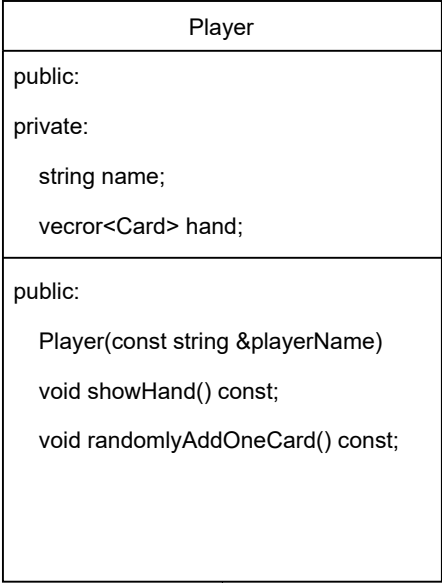 Player
public:
private:
string name;
vecror<Card> hand;
public:
Player(const string &playerName)
void showHand() const;
void randomlyAddOneCard() const;